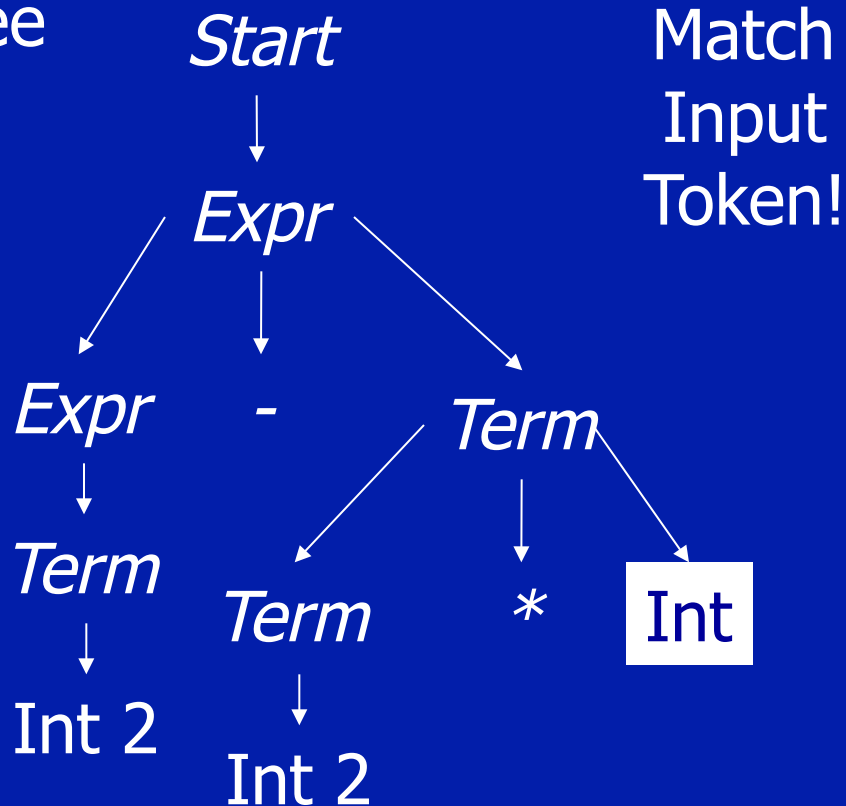 ee
Start
Match
Input
Token!
Expr
Expr - Term
Term
Term * Int
Int 2
Int 2